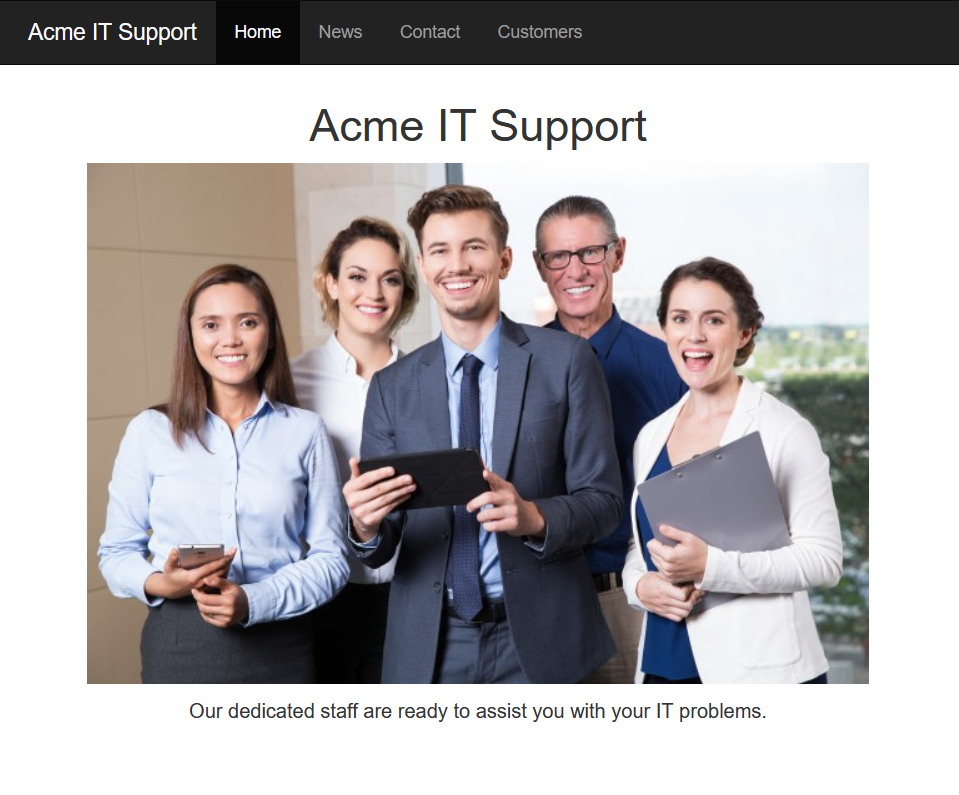 Acme IT Support Home News Contact Customers
Acme IT Support
Our dedicated staff are ready to assist you with your IT problems.